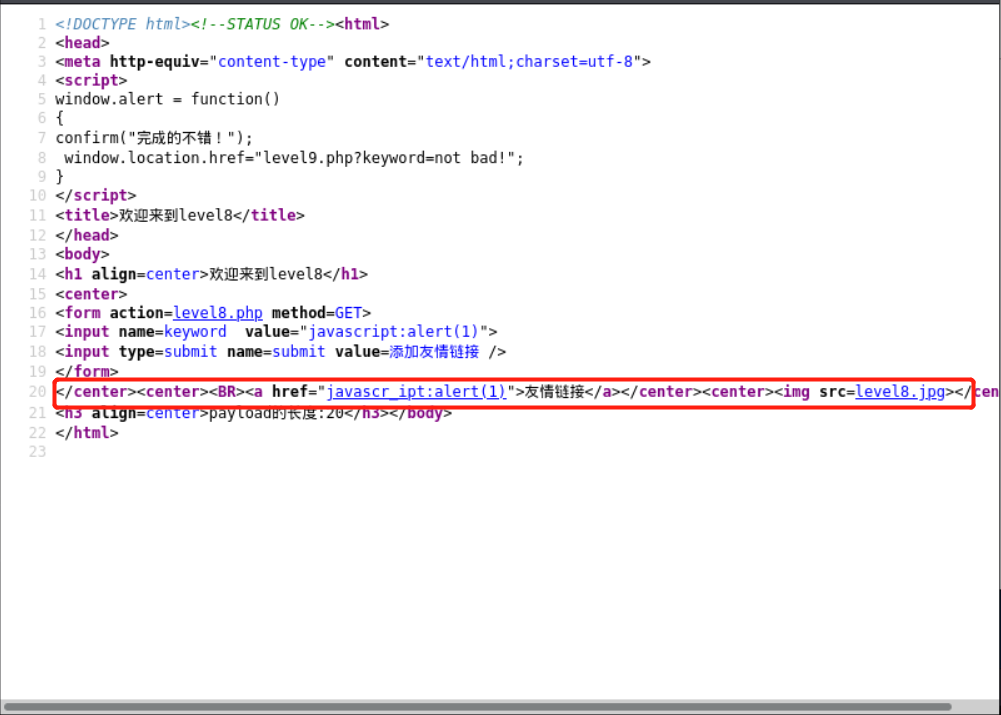 1 <!DOCTYPE html><!--STATUS OK--><html>
2 <head>
3 <meta http-equiv="content-type" content="text/html;charset=utf-8">
4 <script>
5 window.alert = function()
6 {
7 confirm("完成的不错！");
8  window.location.href="level9.php?keyword=not bad!";
9 }
10 </script>
11 <title>欢迎来到level8</title>
12 </head>
13 <body>
14 <h1 align=center>欢迎来到level8</h1>
15 <center>
16 <form action=level8.php method=GET>
17 <input name=keyword  value="javascript:alert(1)">
18 <input type=submit name=submit value=添加友情链接 />
19 </form>
20 </center><center><BR><a href="javascr_ipt:alert(1)">友情链接</a></center><center><img src=level8.jpg></cen
21 <h3 align=center>payload的长度:20</h3></body>
22 </html>
23